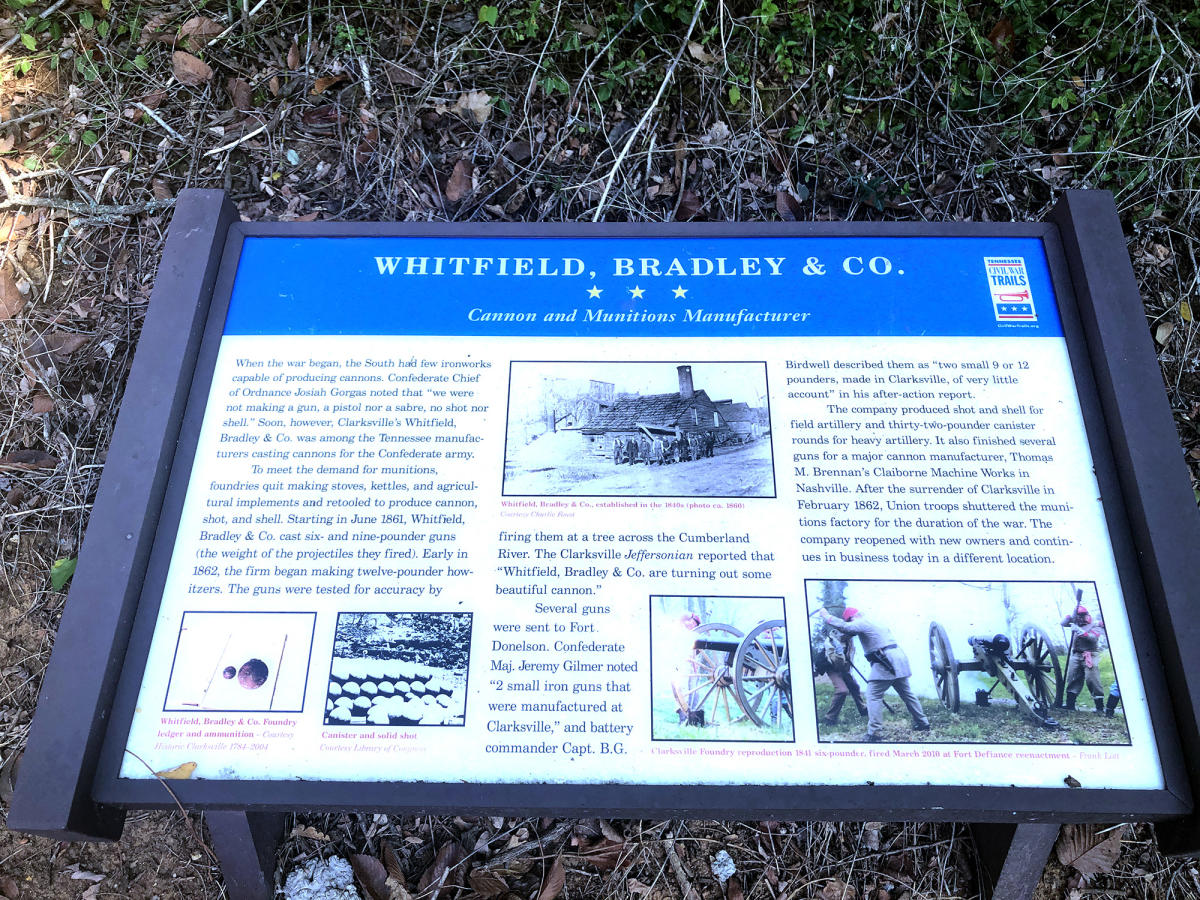 WHITFIELD, BRADLEY & CO.
Cannon and Munitions Manufacturer
TENNESSEE
CIVIL WAR
TRAILS
CivilWarTrails.org
When the war began, the South had few ironworks
capable of producing cannons. Confederate Chief
of Ordnance Josiah Gorgas noted that “we were
not making a gun, a pistol nor a sabre, no shot nor
shell.” Soon, however, Clarksville’s Whitfield,
Bradley & Co. was among the Tennessee manufac-
turers casting cannons for the Confederate army.
To meet the demand for munitions,
foundries quit making stoves, kettles, and agricul-
tural implements and retooled to produce cannon,
shot, and shell. Starting in June 1861, Whitfield,
Bradley & Co. cast six- and nine-pounder guns
(the weight of the projectiles they fired). Early in
1862, the firm began making twelve-pounder how-
itzers. The guns were tested for accuracy by
Whitfield, Bradley & Co. Foundry
ledger and ammunition – Courtesy
Historic Clarksville 1784–2004
Canister and solid shot
Courtesy Library of Congress
Whitfield, Bradley & Co., established in the 1840s (photo ca. 1860)
Courtesy Charlie Foust
firing them at a tree across the Cumberland
River. The Clarksville Jeffersonian reported that
“Whitfield, Bradley & Co. are turning out some
beautiful cannon.”
Several guns
were sent to Fort
Donelson. Confederate
Maj. Jeremy Gilmer noted
“2 small iron guns that
were manufactured at
Clarksville,” and battery
commander Capt. B.G.
Birdwell described them as “two small 9 or 12
pounders, made in Clarksville, of very little
account” in his after-action report.
The company produced shot and shell for
field artillery and thirty-two-pounder canister
rounds for heavy artillery. It also finished several
guns for a major cannon manufacturer, Thomas
M. Brennan’s Claiborne Machine Works in
Nashville. After the surrender of Clarksville in
February 1862, Union troops shuttered the muni-
tions factory for the duration of the war. The
company reopened with new owners and contin-
ues in business today in a different location.
Clarksville Foundry reproduction 1841 six-pounder, fired March 2010 at Fort Defiance reenactment – Frank Lott